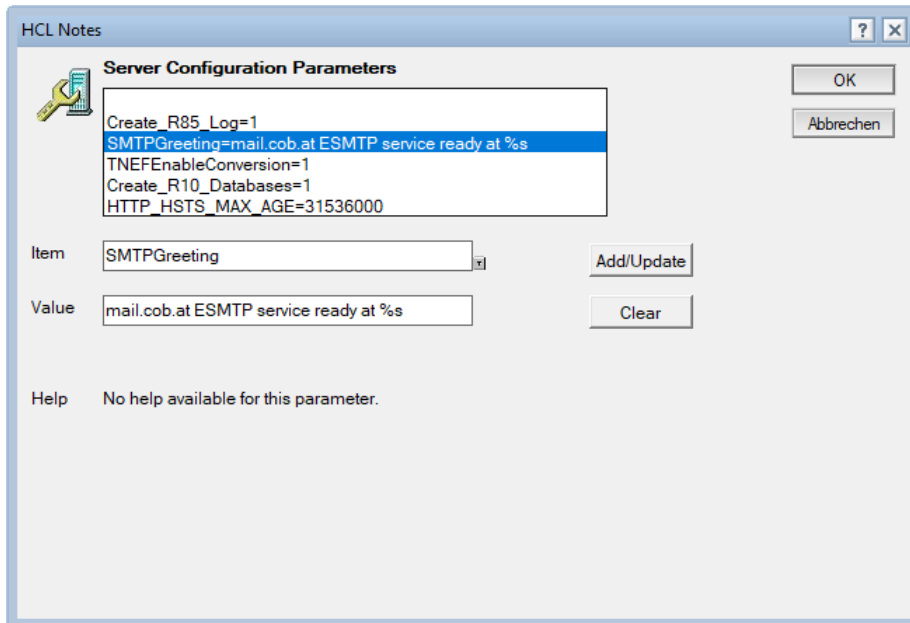 HCL Notes
Server Configuration Parameters
OK
Create_R85_Log=1
Abbrechen
SMTPGreeting=mail.cob.at ESMTP service ready at %s
TNEFEnableConversion=1
Create_R10_Databases=1
HTTP_HSTS_MAX_AGE=31536000
Item SMTPGreeting Add/Update
Value mail.cob.at ESMTP service ready at %s Clear
Help No help available for this parameter.